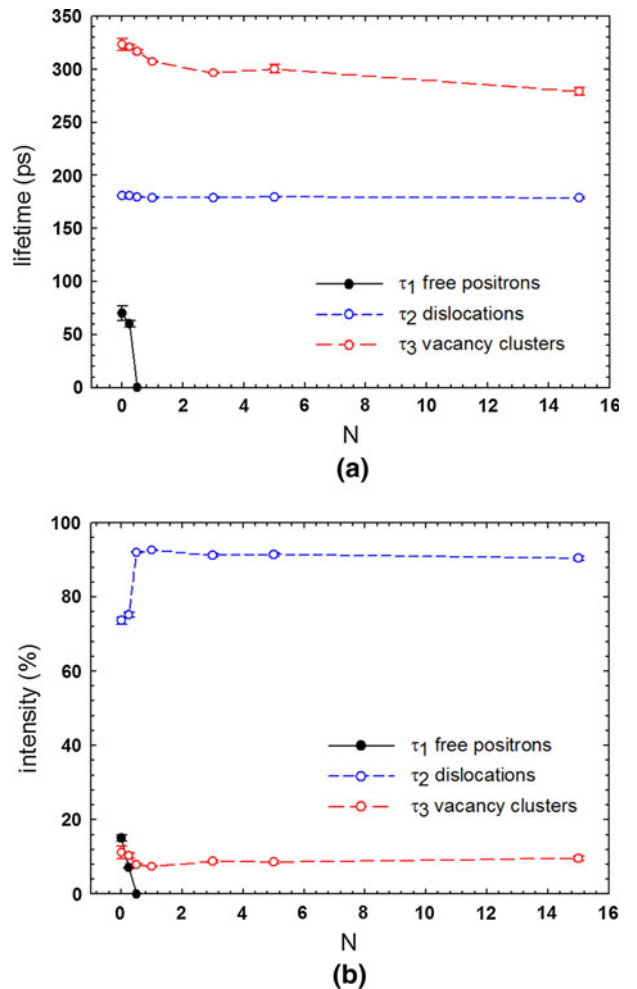 350
300
250
200
150
100
50
0
lifetime (ps)
τ1 free positrons
τ2 dislocations
τ3 vacancy clusters
0 2 4 6 8 10 12 14 16
N
(a)
100
80
60
40
20
0
intensity (%)
τ1 free positrons
τ2 dislocations
τ3 vacancy clusters
0 2 4 6 8 10 12 14 16
N
(b)